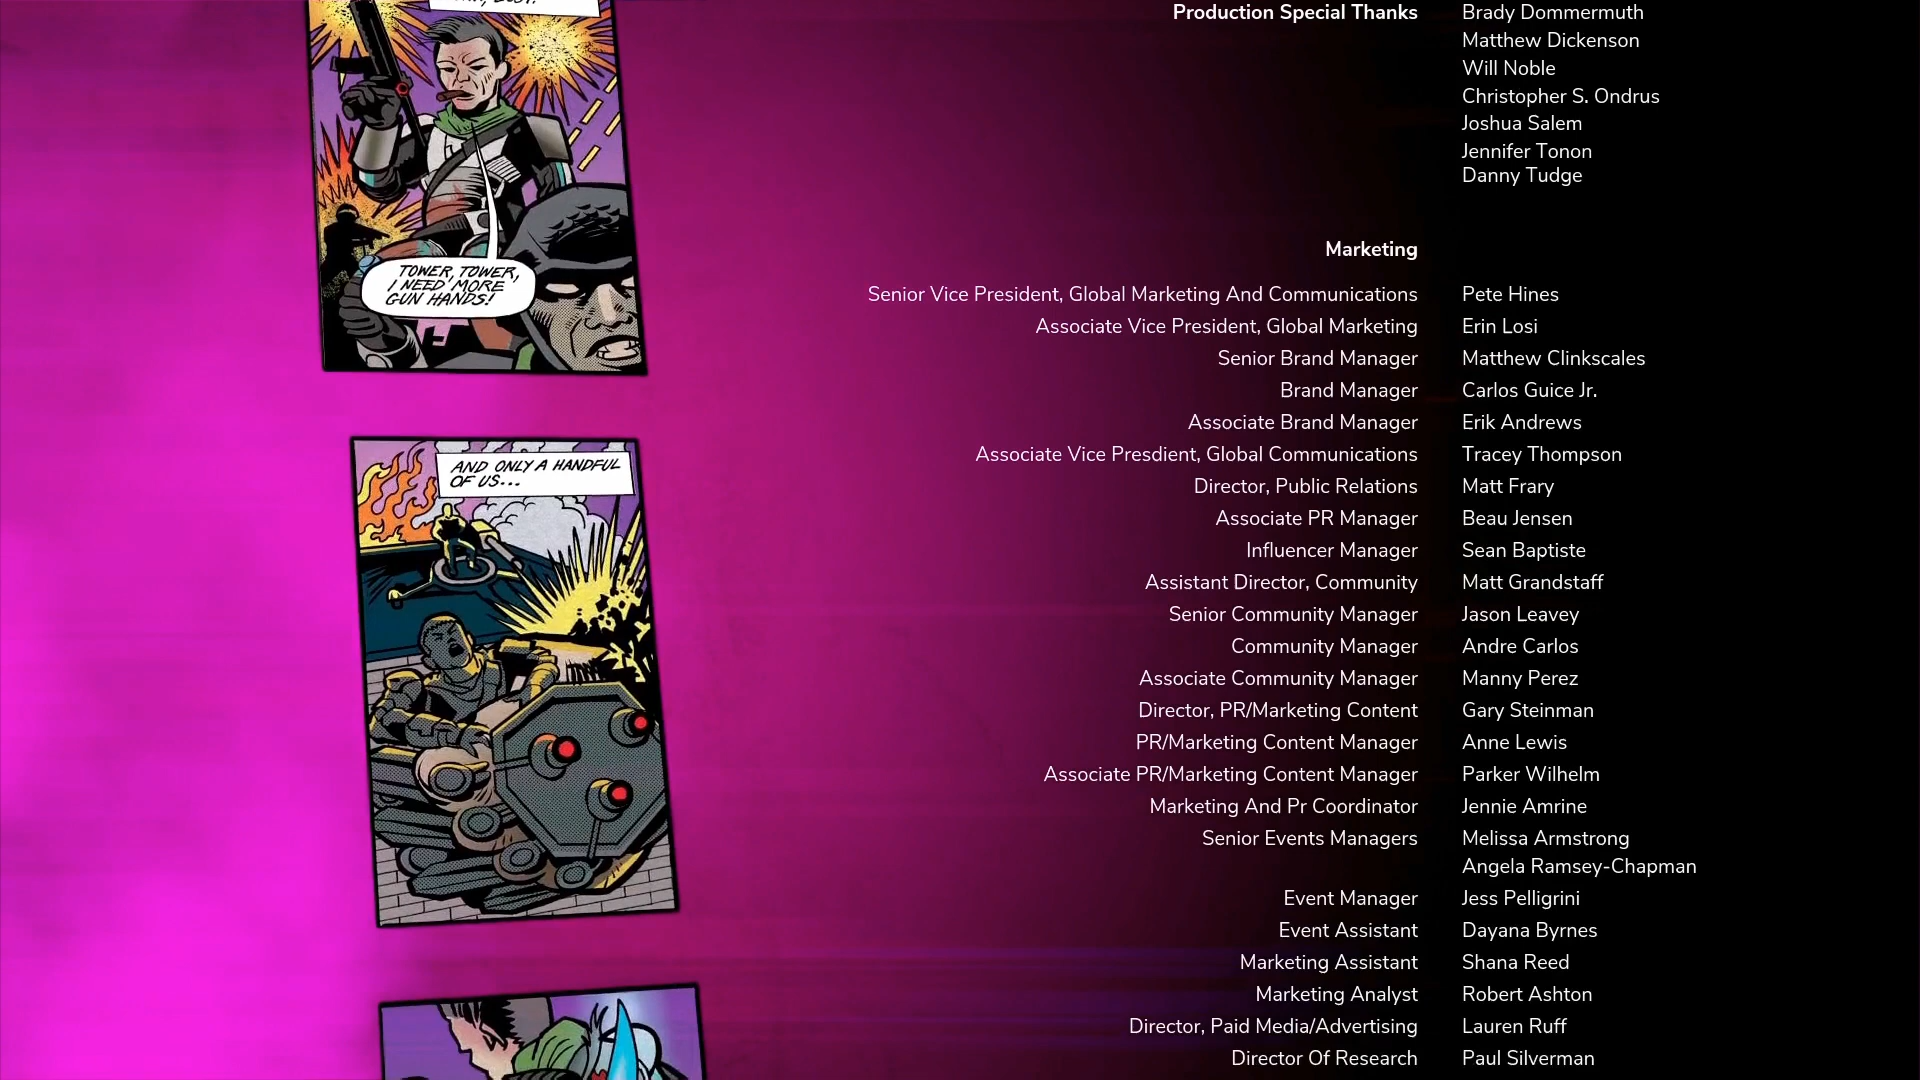 TOWER, TOWER,
I NEED MORE
GUN HANDS!
AND ONLY A HANDFUL
OF US...
Production Special Thanks Brady Dommermuth
Matthew Dickenson
Will Noble
Christopher S. Ondrus
Joshua Salem
Jennifer Tonon
Danny Tudge
Marketing
Senior Vice President, Global Marketing And Communications Pete Hines
Associate Vice President, Global Marketing Erin Losi
Senior Brand Manager Matthew Clinkscales
Brand Manager Carlos Guice Jr.
Associate Brand Manager Erik Andrews
Associate Vice Presdient, Global Communications Tracey Thompson
Director, Public Relations Matt Frary
Associate PR Manager Beau Jensen
Influencer Manager Sean Baptiste
Assistant Director, Community Matt Grandstaff
Senior Community Manager Jason Leavey
Community Manager Andre Carlos
Associate Community Manager Manny Perez
Director, PR/Marketing Content Gary Steinman
PR/Marketing Content Manager Anne Lewis
Associate PR/Marketing Content Manager Parker Wilhelm
Marketing And Pr Coordinator Jennie Amrine
Senior Events Managers Melissa Armstrong
Angela Ramsey-Chapman
Event Manager Jess Pelligrini
Event Assistant Dayana Byrnes
Marketing Assistant Shana Reed
Marketing Analyst Robert Ashton
Director, Paid Media/Advertising Lauren Ruff
Director Of Research Paul Silverman